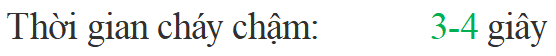 Thời gian cháy chậm: 3-4 giây